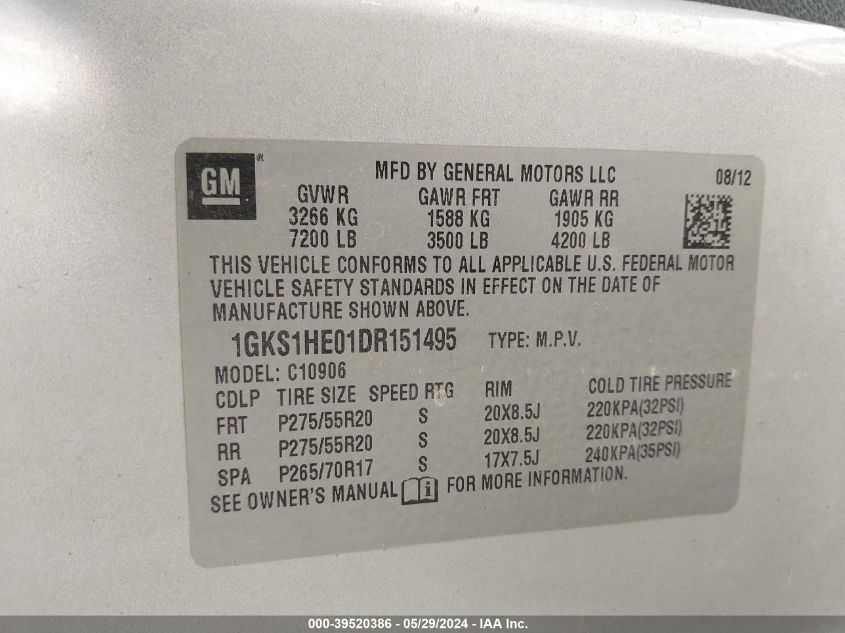 GM®
MFD BY GENERAL MOTORS LLC 08/12
GVWR GAWR FRT GAWR RR
3266 KG 1588 KG 1905 KG
7200 LB 3500 LB 4200 LB
THIS VEHICLE CONFORMS TO ALL APPLICABLE U.S. FEDERAL MOTOR
VEHICLE SAFETY STANDARDS IN EFFECT ON THE DATE OF
MANUFACTURE SHOWN ABOVE.
1GKS1HE01DR151495 TYPE: M.P.V.
MODEL: C10906
CDLP TIRE SIZE SPEED RTG RIM COLD TIRE PRESSURE
FRT P275/55R20 S 20X8.5J 220KPA(32PSI)
RR P275/55R20 S 20X8.5J 220KPA(32PSI)
SPA P265/70R17 S 17X7.5J 240KPA(35PSI)
SEE OWNER'S MANUAL i FOR MORE INFORMATION.
000-39520386 - 05/29/2024 - IAA Inc.